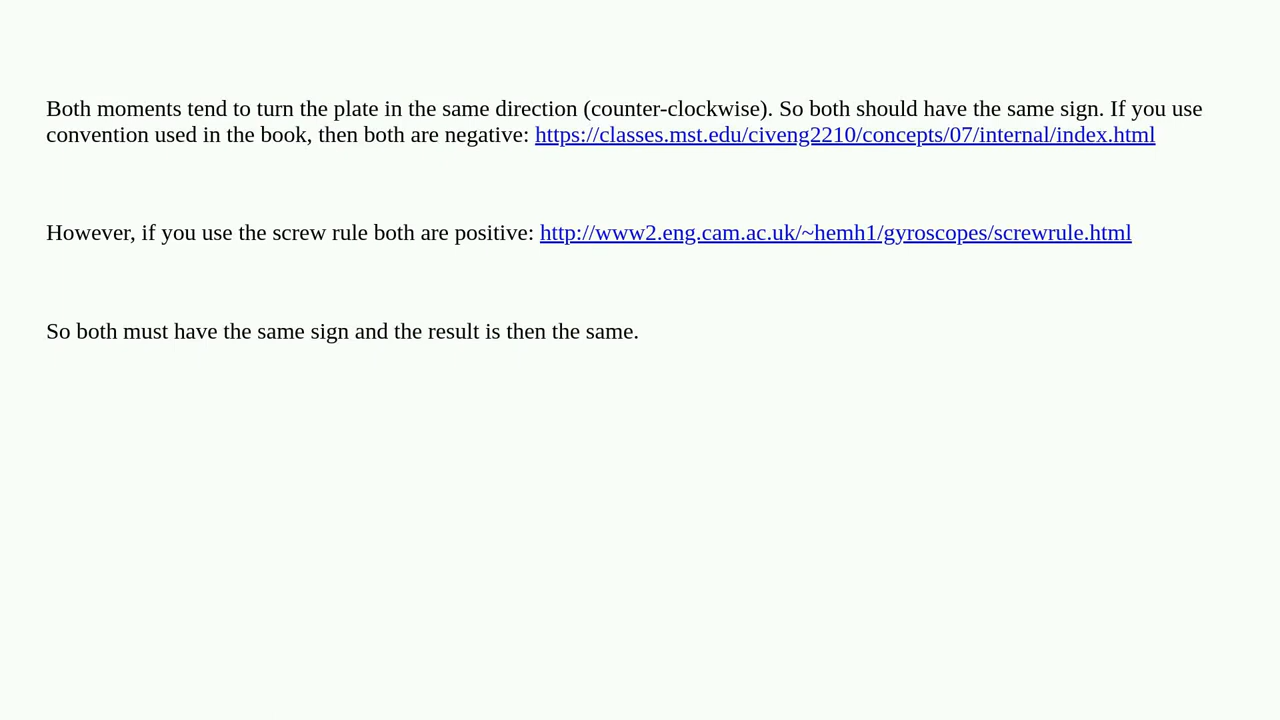 Both moments tend to turn the plate in the same direction (counter-clockwise). So both should have the same sign. If you use
convention used in the book, then both are negative: https://classes.mst.edu/civeng2210/concepts/07/internal/index.html
However, if you use the screw rule both are positive: http://www2.eng.cam.ac.uk/~hemh1/gyroscopes/screwrule.html
So both must have the same sign and the result is then the same.